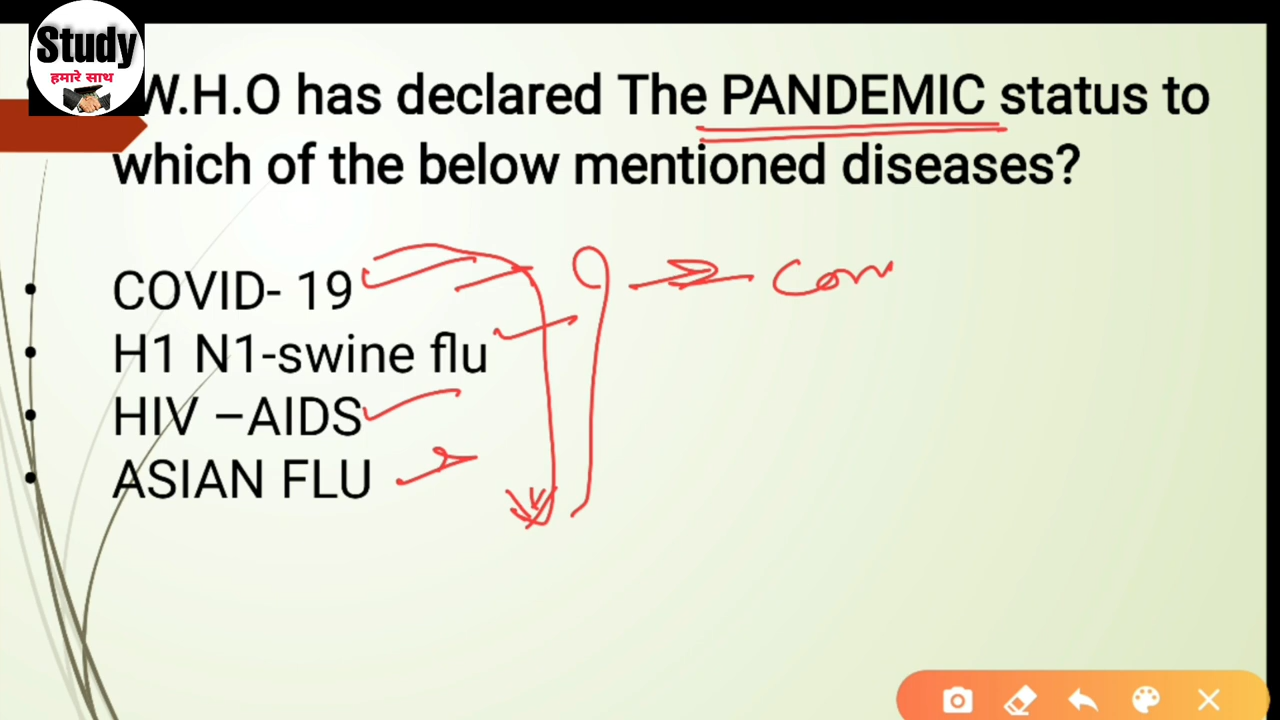 Study
हमारे साथ
W.H.O has declared The PANDEMIC status to
which of the below mentioned diseases?
• COVID- 19
• H1 N1-swine flu
• HIV –AIDS
• ASIAN FLU
Com